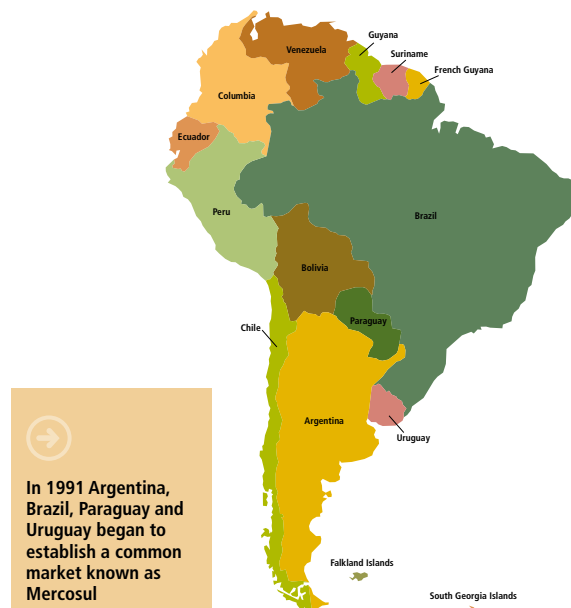 Guyana
Venezuela
Suriname
French Guyana
Columbia
Ecuador
Peru
Brazil
Bolivia
Paraguay
Chile
Argentina
Uruguay
In 1991 Argentina,
Brazil, Paraguay and
Uruguay began to
establish a common
market known as
Mercosul
Falkland Islands
South Georgia Islands